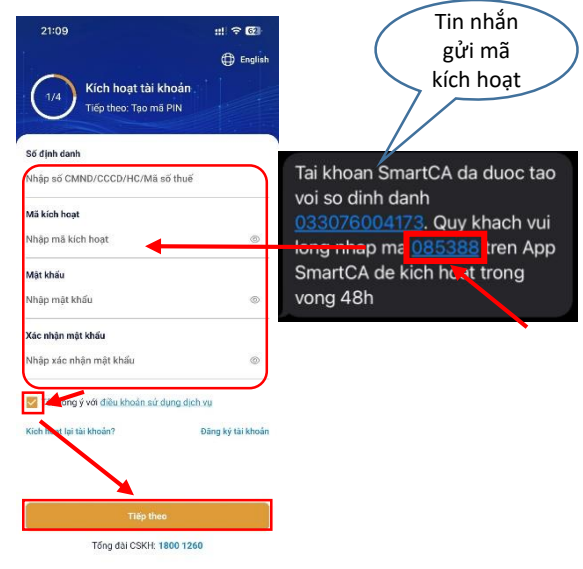 21:09
62
English
1/4
Kích hoạt tài khoản
Tiếp theo: Tạo mã PIN
Số định danh
Nhập số CMND/CCCD/HC/Mã số thuế
Mã kích hoạt
Nhập mã kích hoạt
Mật khẩu
Nhập mật khẩu
Xác nhận mật khẩu
Nhập xác nhận mật khẩu
ý với điều khoản sử dụng dịch vụ
Kích hoạt lại tài khoản?
Đăng ký tài khoản
Tiếp theo
Tổng đài CSKH: 1800 1260
Tin nhắn
gửi mã
kích hoạt
Tai khoan SmartCA da duoc tao
voi so dinh danh
033076004173. Quy khach vui
long nhap ma 085388 tren App
SmartCA de kich hoat trong
vong 48h